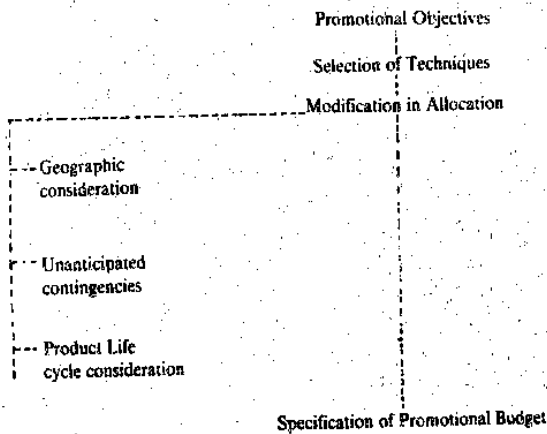 Promotional Objectives
Selection of Techniques
Modification in Allocation
Geographic
consideration
Unanticipated
contingencies
Product Life
cycle consideration
Specification of Promotional Budget